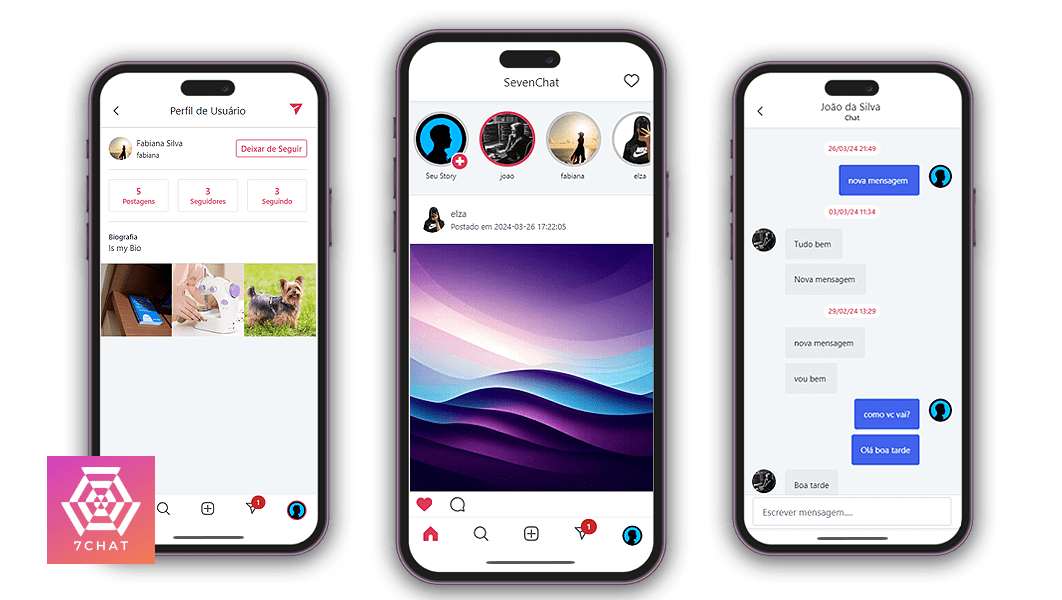 Perfil de Usuário
Fabiana Silva
fabiana
Deixar de Seguir
5
Postagens
3
Seguidores
3
Seguindo
Biografia
Is my Bio
1
7CHAT
SevenChat
Seu Story
joao
fabiana
elza
elza
Postado em 2024-03-26 17:22:05
1
João da Silva
Chat
26/03/24 21:49
nova mensagem
03/03/24 11:34
Tudo bem
Nova mensagem
29/02/24 13:29
nova mensagem
vou bem
como vc vai?
Olá boa tarde
Boa tarde
Escrever mensagem....